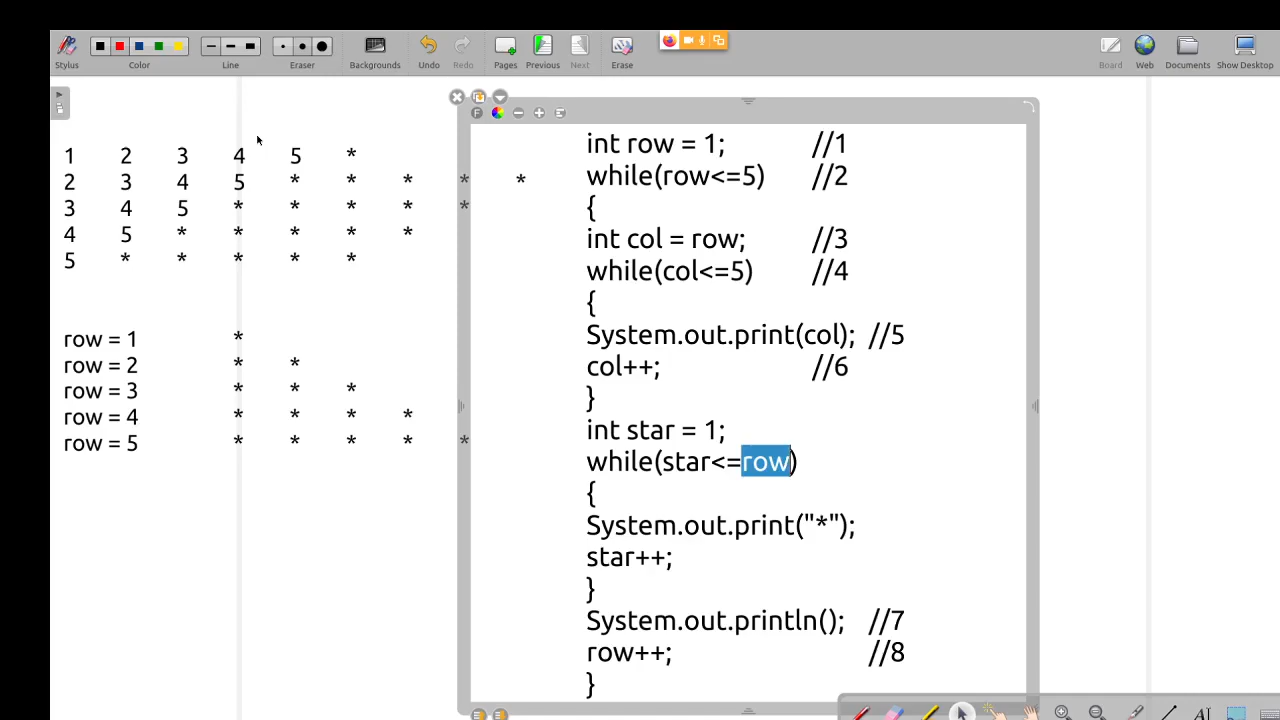 Stylus Color Line Eraser Backgrounds Undo Redo Pages Previous Next Erase Board Web Documents Show Desktop
1 2 3 4 5 *
2 3 4 5 * * * * *
3 4 5 * * * * *
4 5 * * * * *
5 * * * * *
row = 1 *
row = 2 * *
row = 3 * * *
row = 4 * * * *
row = 5 * * * * *
F
int row = 1; //1
while(row<=5) //2
{
int col = row; //3
while(col<=5) //4
{
System.out.print(col); //5
col++; //6
}
int star = 1;
while(star<=row)
{
System.out.print("*");
star++;
}
System.out.println(); //7
row++; //8
}